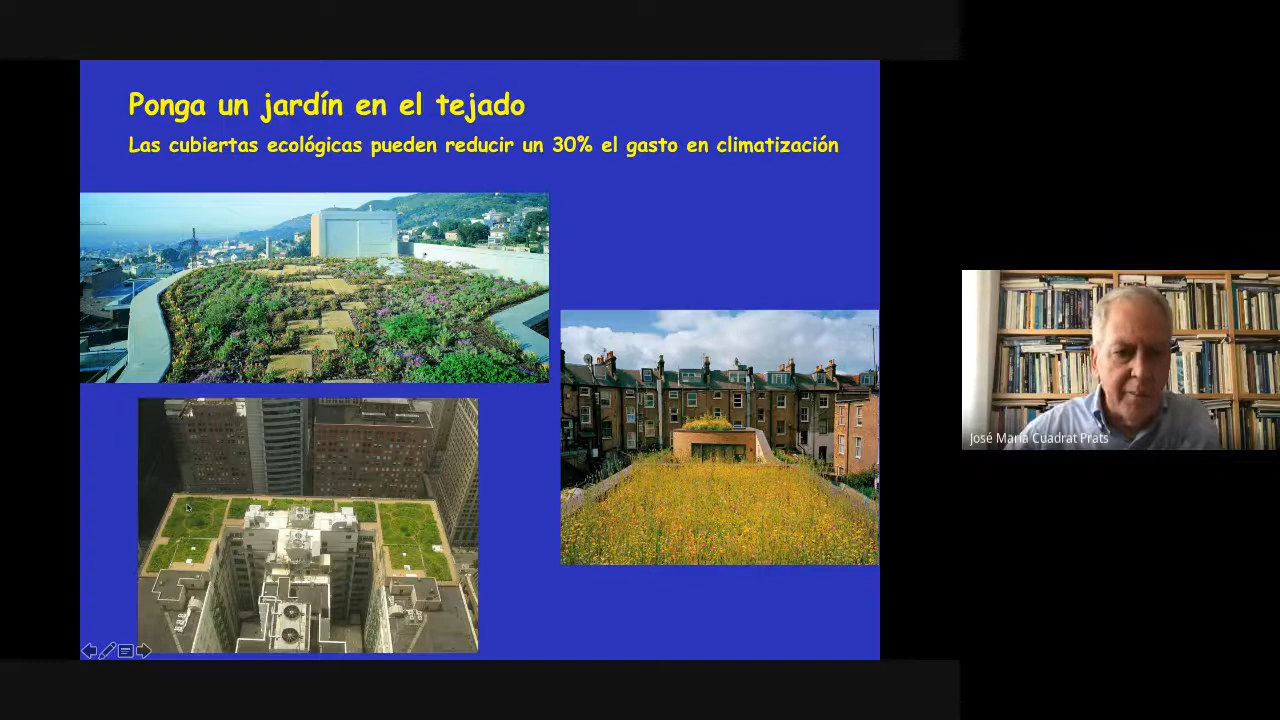 Ponga un jardín en el tejado
Las cubiertas ecológicas pueden reducir un 30% el gasto en climatización
José María Cuadrat Prats